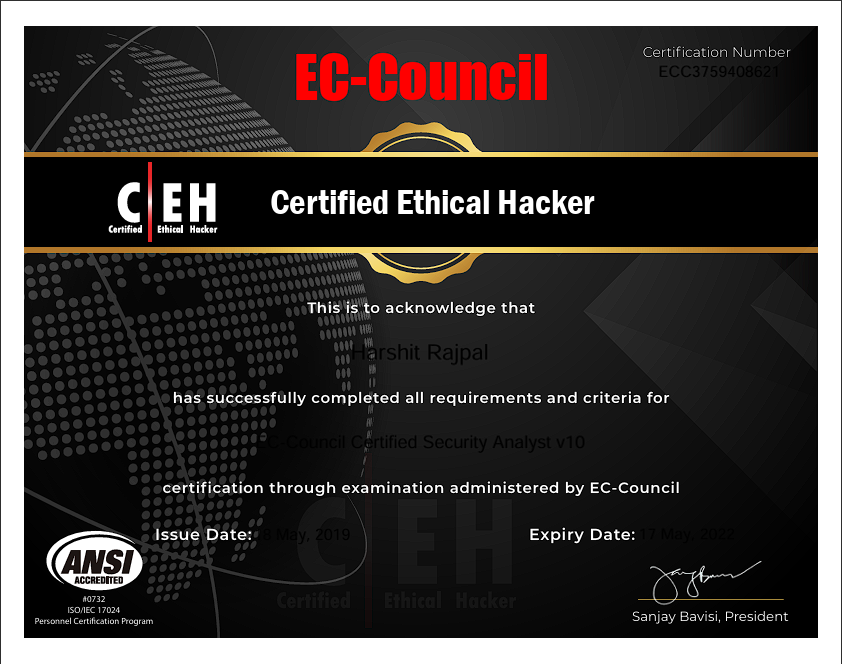 EC-Council
Certification Number
ECC3759408621
CEH
Certified Ethical Hacker
Certified Ethical Hacker
This is to acknowledge that
Harshit Rajpal
has successfully completed all requirements and criteria for
EC-Council Certified Security Analyst v10
certification through examination administered by EC-Council
Issue Date: 18 May, 2019
Expiry Date: 17 May, 2022
CEH
Certified Ethical Hacker
ANSI
ACCREDITED
#0732
ISO/IEC 17024
Personnel Certification Program
Sanjay Bavisi, President